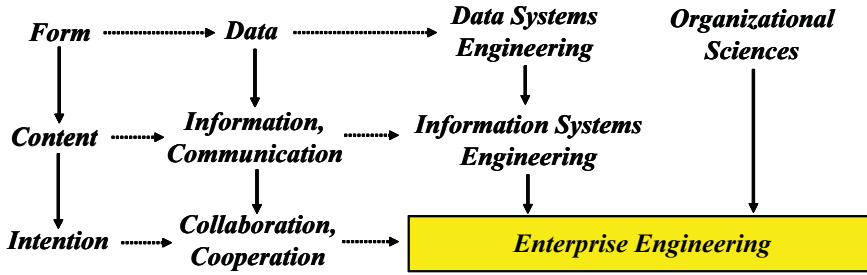 Form
Data
Data Systems
Engineering
Organizational
Sciences
Content
Information,
Communication
Information Systems
Engineering
Intention
Collaboration,
Cooperation
Enterprise Engineering